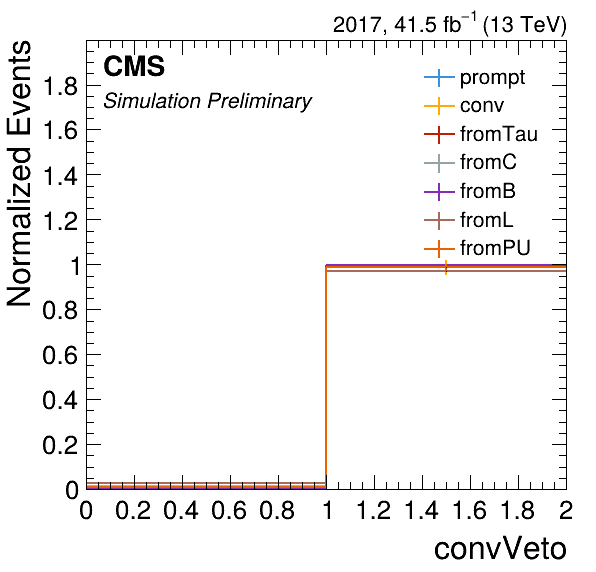 2017, 41.5 fb⁻¹ (13 TeV)
CMS
Simulation Preliminary
prompt
conv
fromTau
fromC
fromB
fromL
fromPU
Normalized Events
1.8
1.6
1.4
1.2
1
0.8
0.6
0.4
0.2
0
0 0.2 0.4 0.6 0.8 1 1.2 1.4 1.6 1.8 2
convVeto